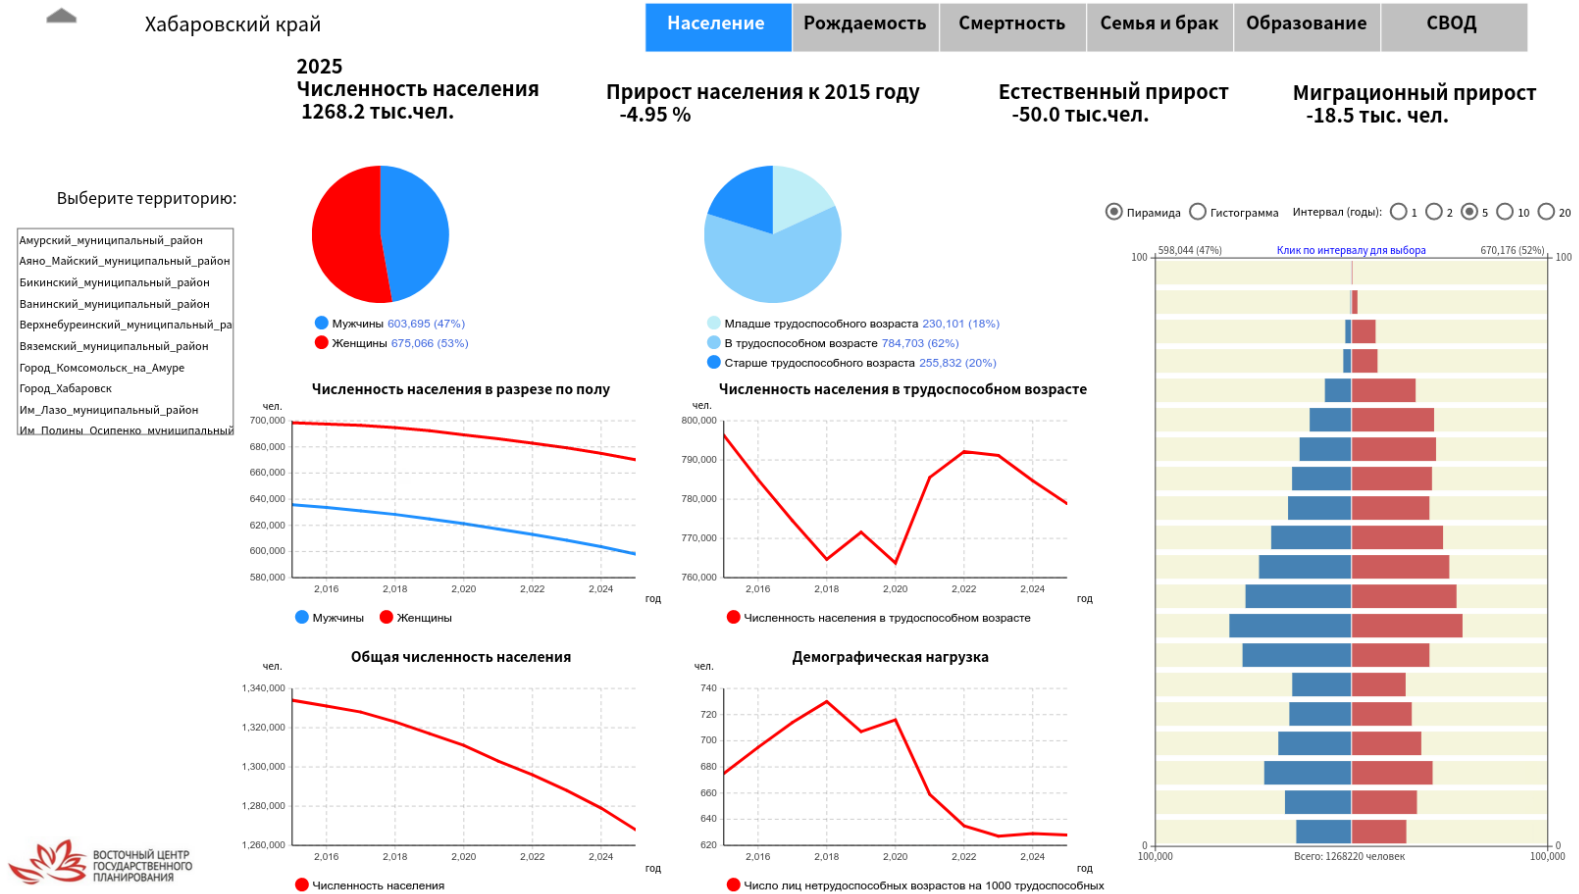 Хабаровский край
Население
Рождаемость
Смертность
Семья и брак
Образование
СВОД
2025
Численность населения
1268.2 тыс.чел.
Прирост населения к 2015 году
-4.95 %
Естественный прирост
-50.0 тыс.чел.
Миграционный прирост
-18.5 тыс. чел.
Выберите территорию:
Амурский_муниципальный_район
Аяно_Майский_муниципальный_район
Бикинский_муниципальный_район
Ванинский_муниципальный_район
Верхнебуреинский_муниципальный_ра
Вяземский_муниципальный_район
Город_Комсомольск_на_Амуре
Город_Хабаровск
Им_Лазо_муниципальный_район
Им_Полины_Осипенко_муниципальный
Мужчины 603,695 (47%)
Женщины 675,066 (53%)
Младше трудоспособного возраста 230,101 (18%)
В трудоспособном возрасте 784,703 (62%)
Старше трудоспособного возраста 255,832 (20%)
Численность населения в разрезе по полу
чел.
700,000
680,000
660,000
640,000
620,000
600,000
580,000
2,016
2,018
2,020
2,022
2,024
год
Мужчины
Женщины
Численность населения в трудоспособном возрасте
чел.
800,000
790,000
780,000
770,000
760,000
2,016
2,018
2,020
2,022
2,024
год
Численность населения в трудоспособном возрасте
Общая численность населения
чел.
1,340,000
1,320,000
1,300,000
1,280,000
1,260,000
2,016
2,018
2,020
2,022
2,024
год
Численность населения
Демографическая нагрузка
чел.
740
720
700
680
660
640
620
2,016
2,018
2,020
2,022
2,024
год
Число лиц нетрудоспособных возрастов на 1000 трудоспособных
Пирамида
Гистограмма
Интервал (годы):
1
2
5
10
20
598,044 (47%)
Клик по интервалу для выбора
670,176 (52%)
100
100
0
0
100,000
Всего: 1268220 человек
100,000
ВОСТОЧНЫЙ ЦЕНТР
ГОСУДАРСТВЕННОГО
ПЛАНИРОВАНИЯ